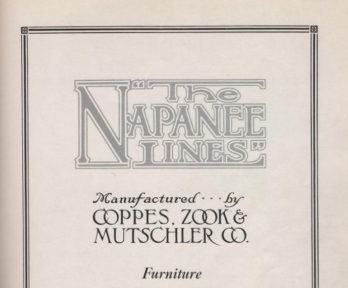 "The
NAPANEE
LINES"
Manufactured ··· by
COPPES, ZOOK &
MUTSCHLER CO.
Furniture